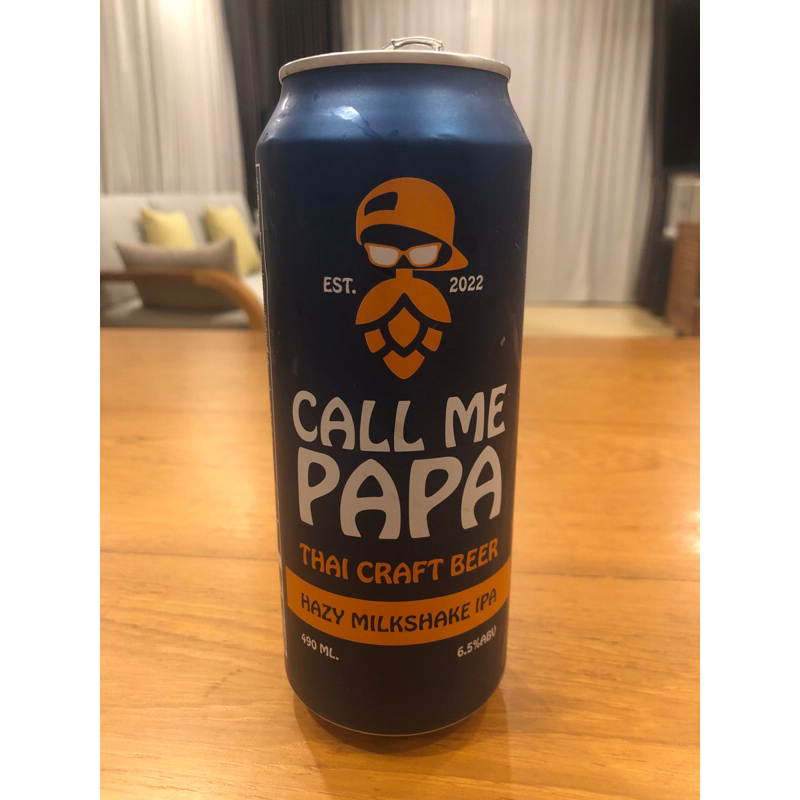 EST. 2022
CALL ME
PAPA
THAI CRAFT BEER
HAZY MILKSHAKE IPA
490 ML. 6.5%ABV